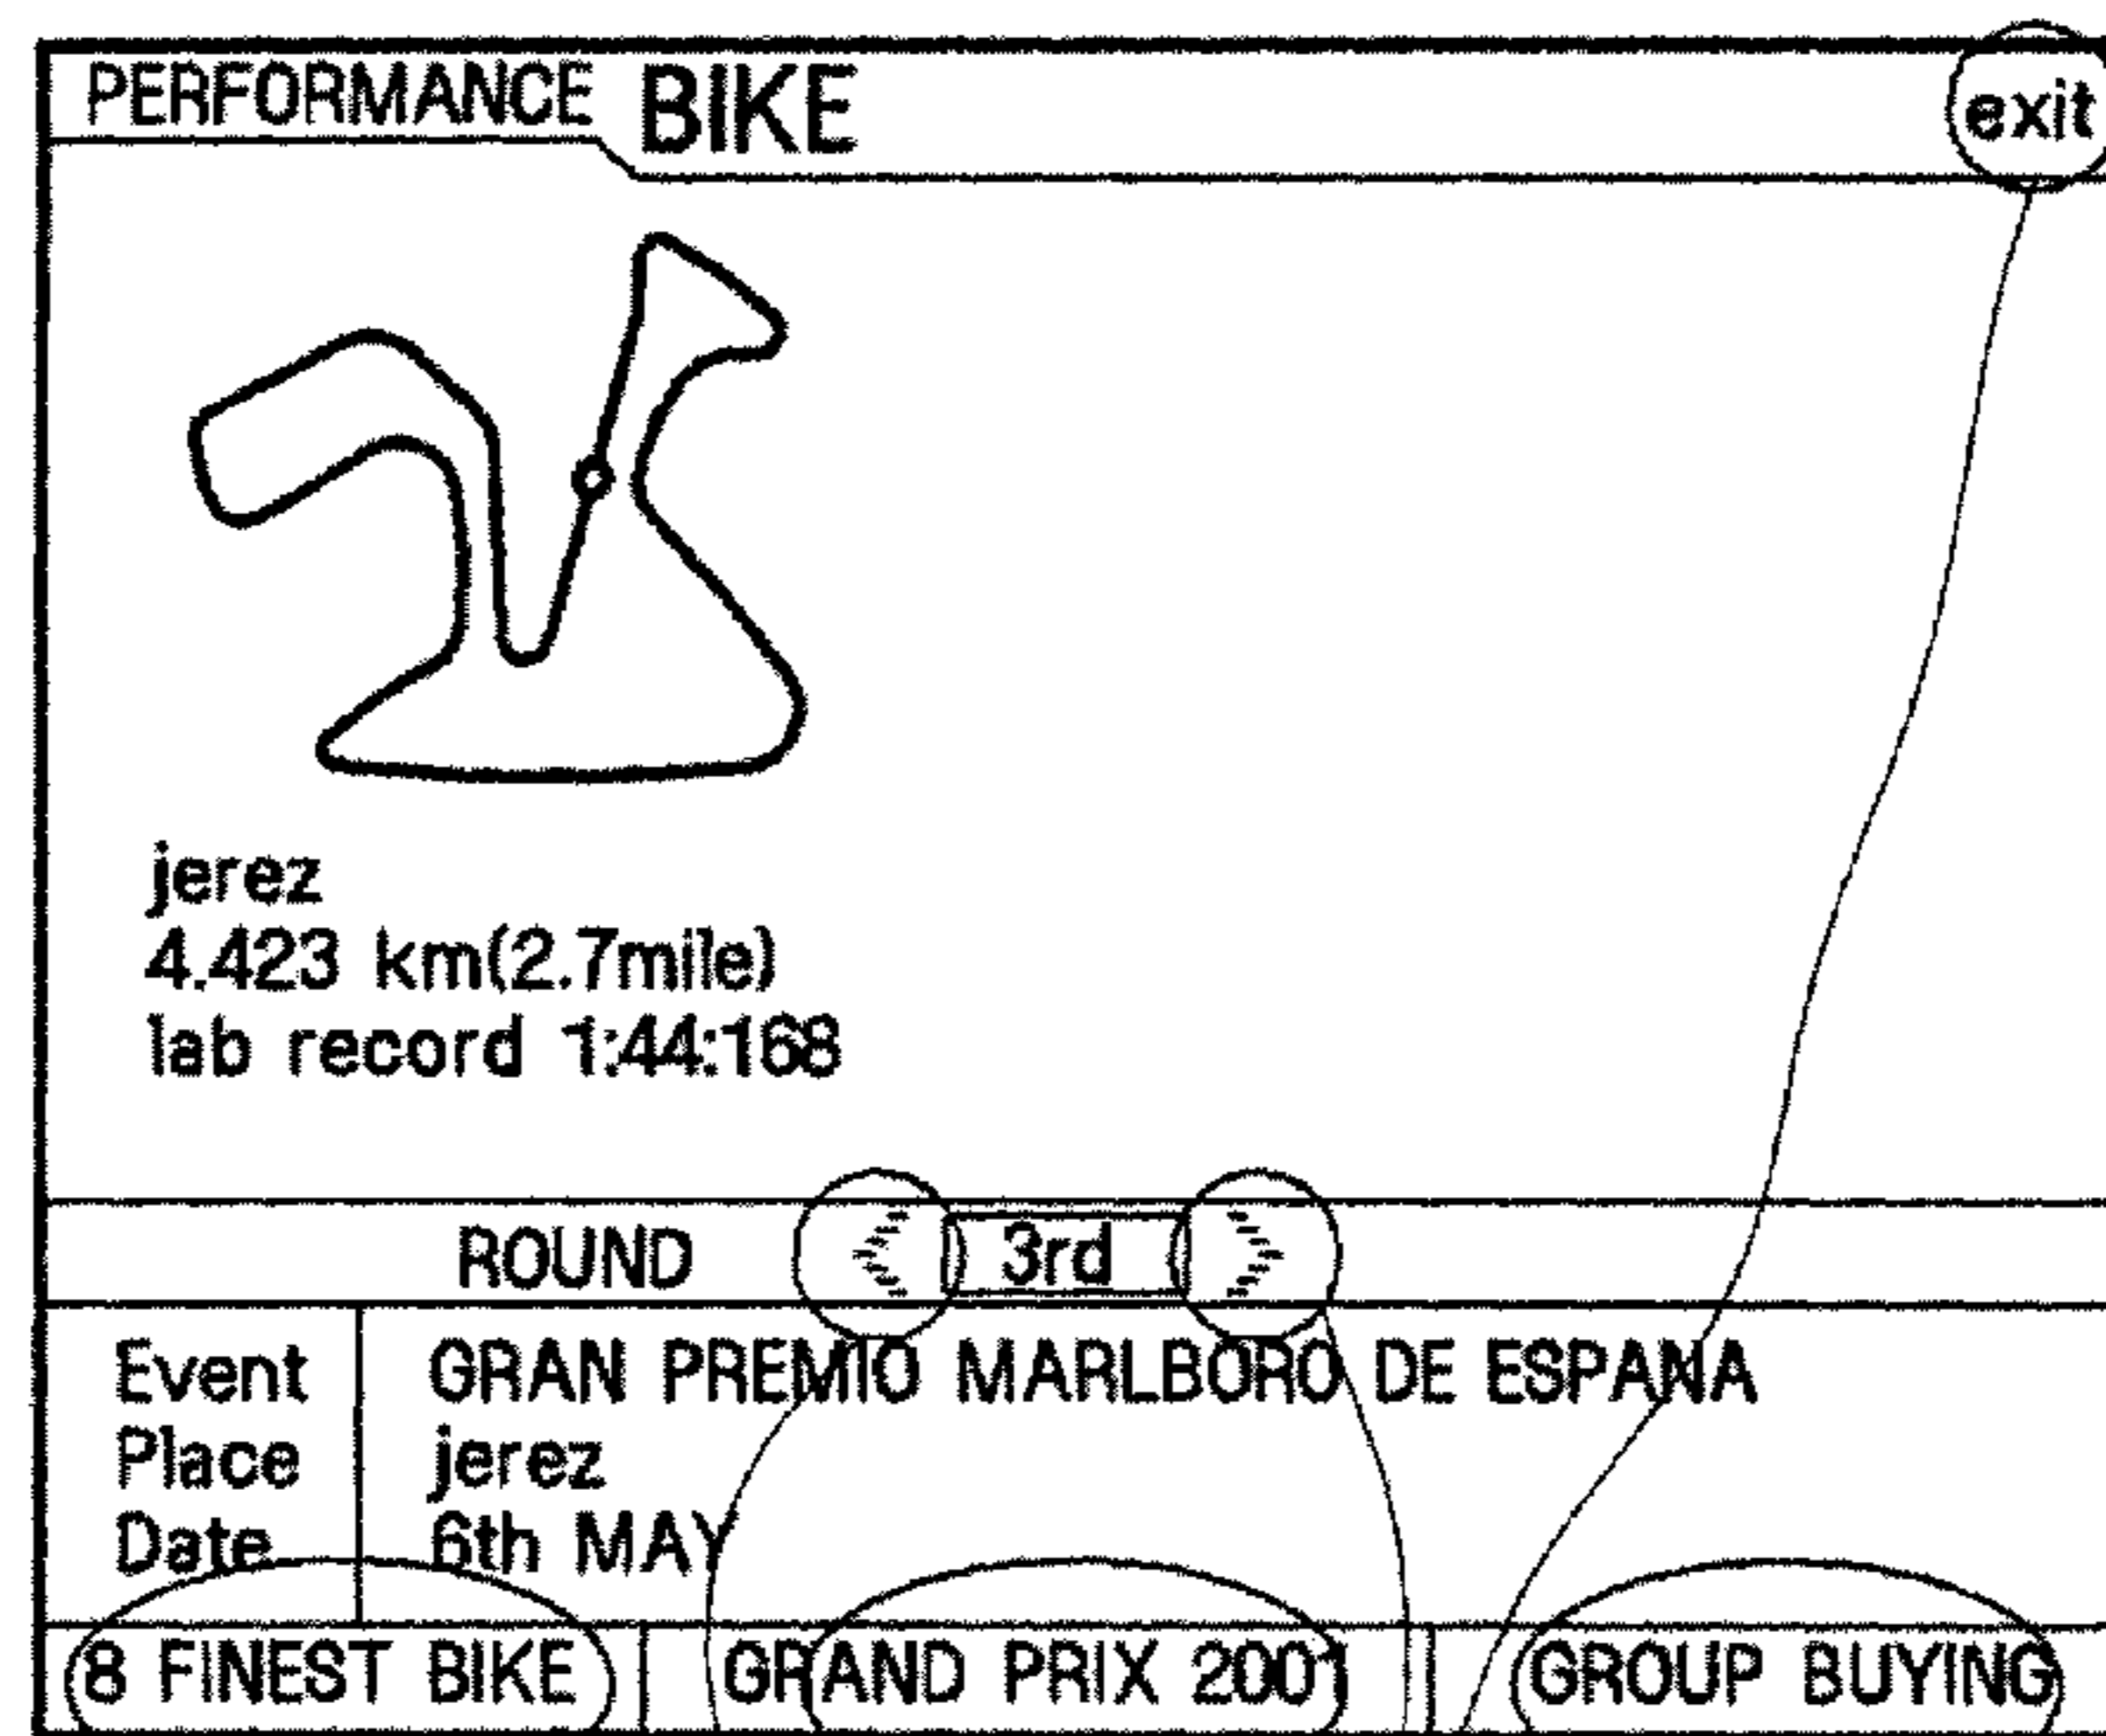 PERFORMANCE BIKE exit
jerez
4.423 km(2.7mile)
lab record 1:44:168
ROUND < 3rd >
Event GRAN PREMIO MARLBORO DE ESPANA
Place jerez
Date 6th MAY
8 FINEST BIKE GRAND PRIX 2001 GROUP BUYING